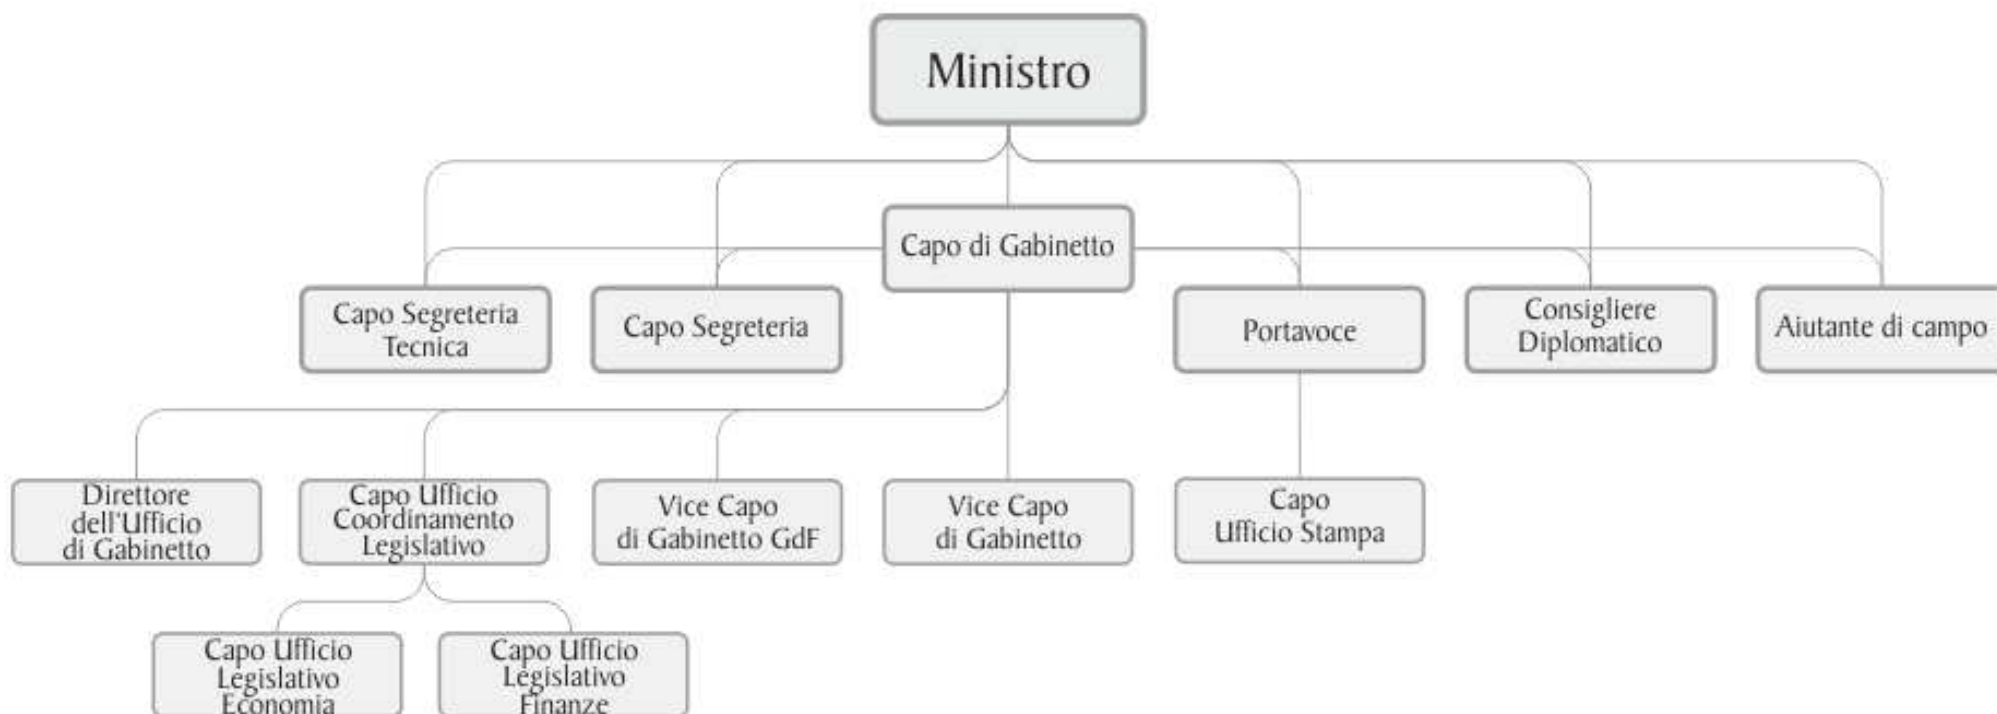 Ministro
Capo di Gabinetto
Capo Segreteria
Tecnica
Capo Segreteria
Portavoce
Consigliere
Diplomatico
Aiutante di campo
Direttore
dell'Ufficio
di Gabinetto
Capo Ufficio
Coordinamento
Legislativo
Vice Capo
di Gabinetto GdF
Vice Capo
di Gabinetto
Capo
Ufficio Stampa
Capo Ufficio
Legislativo
Economia
Capo Ufficio
Legislativo
Finanze